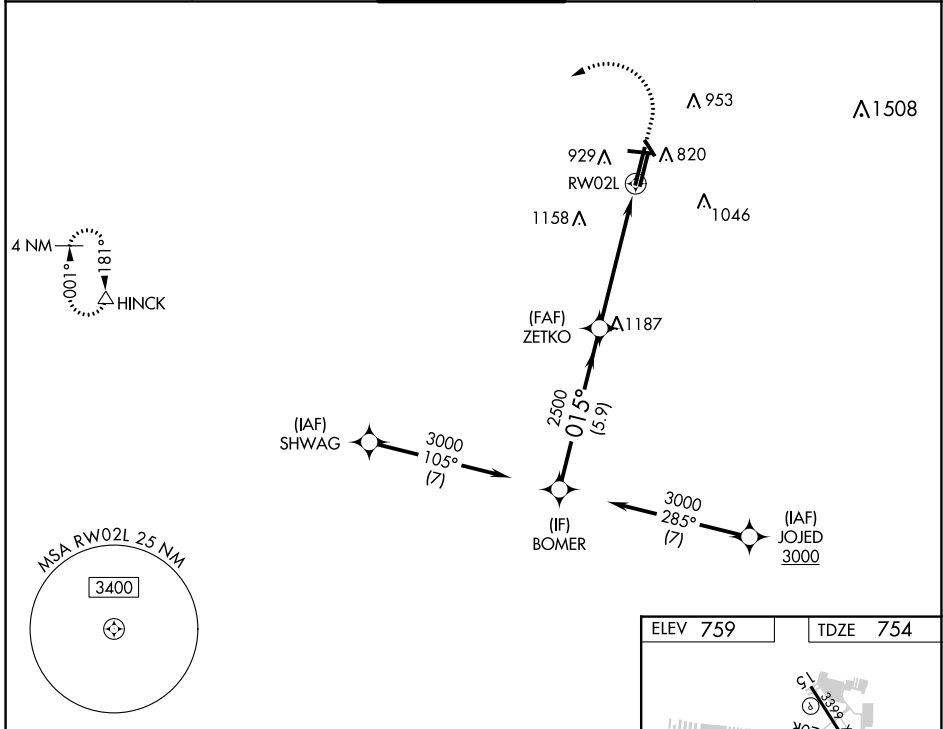 953
1508
929
820
RW02L
1046
1158
4 NM
001°
181°
HINCK
(FAF)
ZETKO
1187
2500
015°
(5.9)
(IAF)
SHWAG
3000
105°
(7)
3000
285°
(7)
(IF)
BOMER
(IAF)
JOJED
3000
MSA RW02L 25 NM
3400
ELEV 759
TDZE 754
15
3399
P